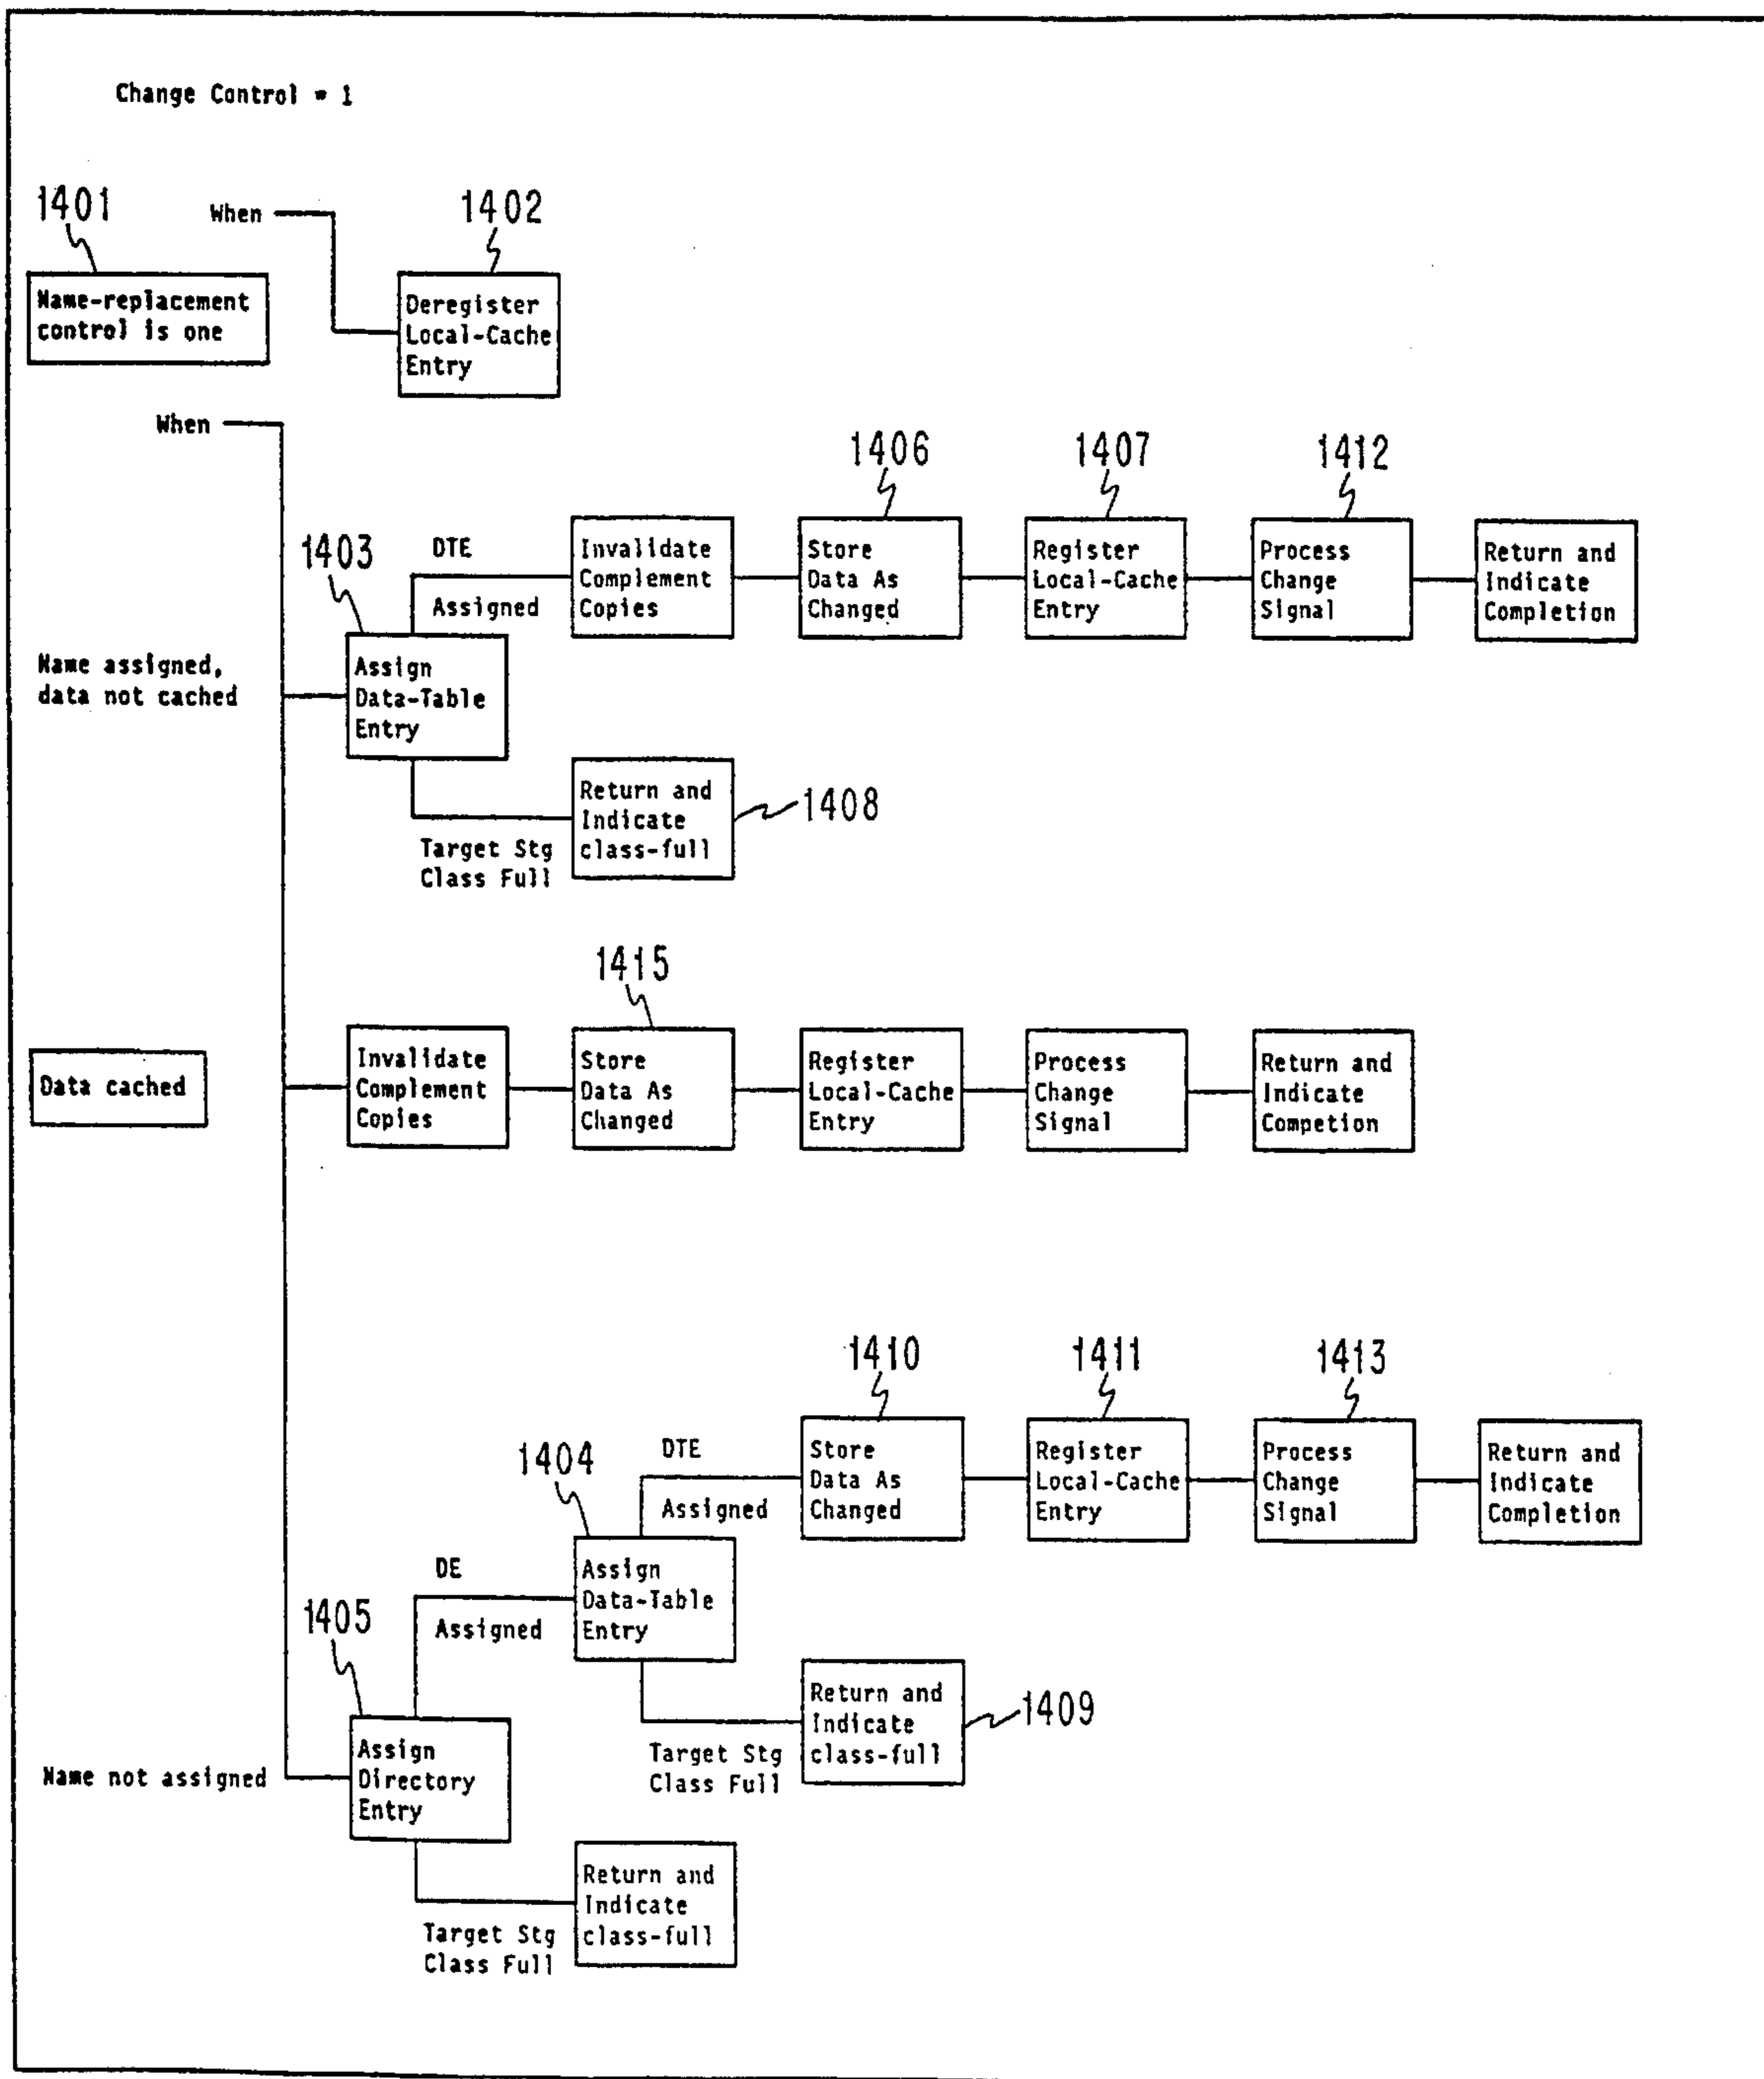 Change Control = 1
1401
When
1402
Name-replacement
control is one
Deregister
Local-Cache
Entry
When
1406
1407
1412
1403
DTE
Assigned
Invalidate
Complement
Copies
Store
Data As
Changed
Register
Local-Cache
Entry
Process
Change
Signal
Return and
Indicate
Completion
Name assigned,
data not cached
Assign
Data-Table
Entry
Return and
Indicate
class-full
1408
Target Stg
Class Full
1415
Data cached
Invalidate
Complement
Copies
Store
Data As
Changed
Register
Local-Cache
Entry
Process
Change
Signal
Return and
Indicate
Competion
1410
1411
1413
1404
DTE
Assigned
Store
Data As
Changed
Register
Local-Cache
Entry
Process
Change
Signal
Return and
Indicate
Completion
1405
DE
Assigned
Assign
Data-Table
Entry
Return and
Indicate
class-full
1409
Target Stg
Class Full
Name not assigned
Assign
Directory
Entry
Return and
Indicate
class-full
Target Stg
Class Full